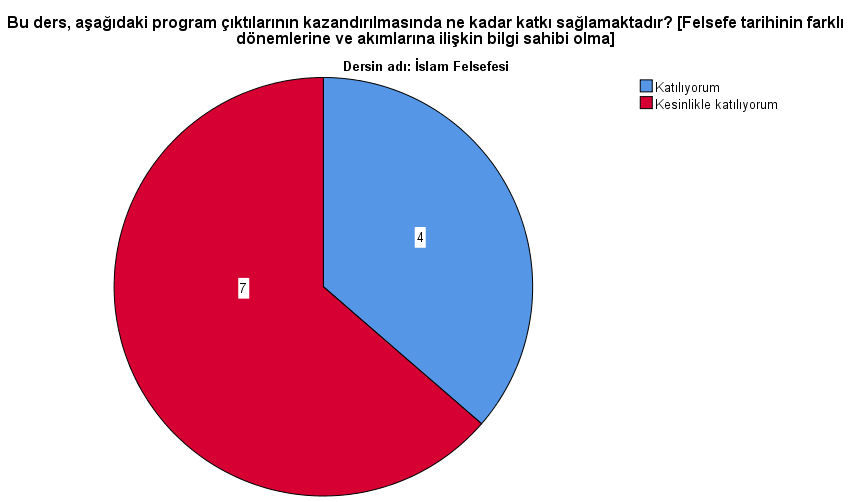 Bu ders, aşağıdaki program çıktılarının kazandırılmasında ne kadar katkı sağlamaktadır? [Felsefe tarihinin farklı
dönemlerine ve akımlarına ilişkin bilgi sahibi olma]
Dersin adı: İslam Felsefesi
Katılıyorum
Kesinlikle katılıyorum
4
7